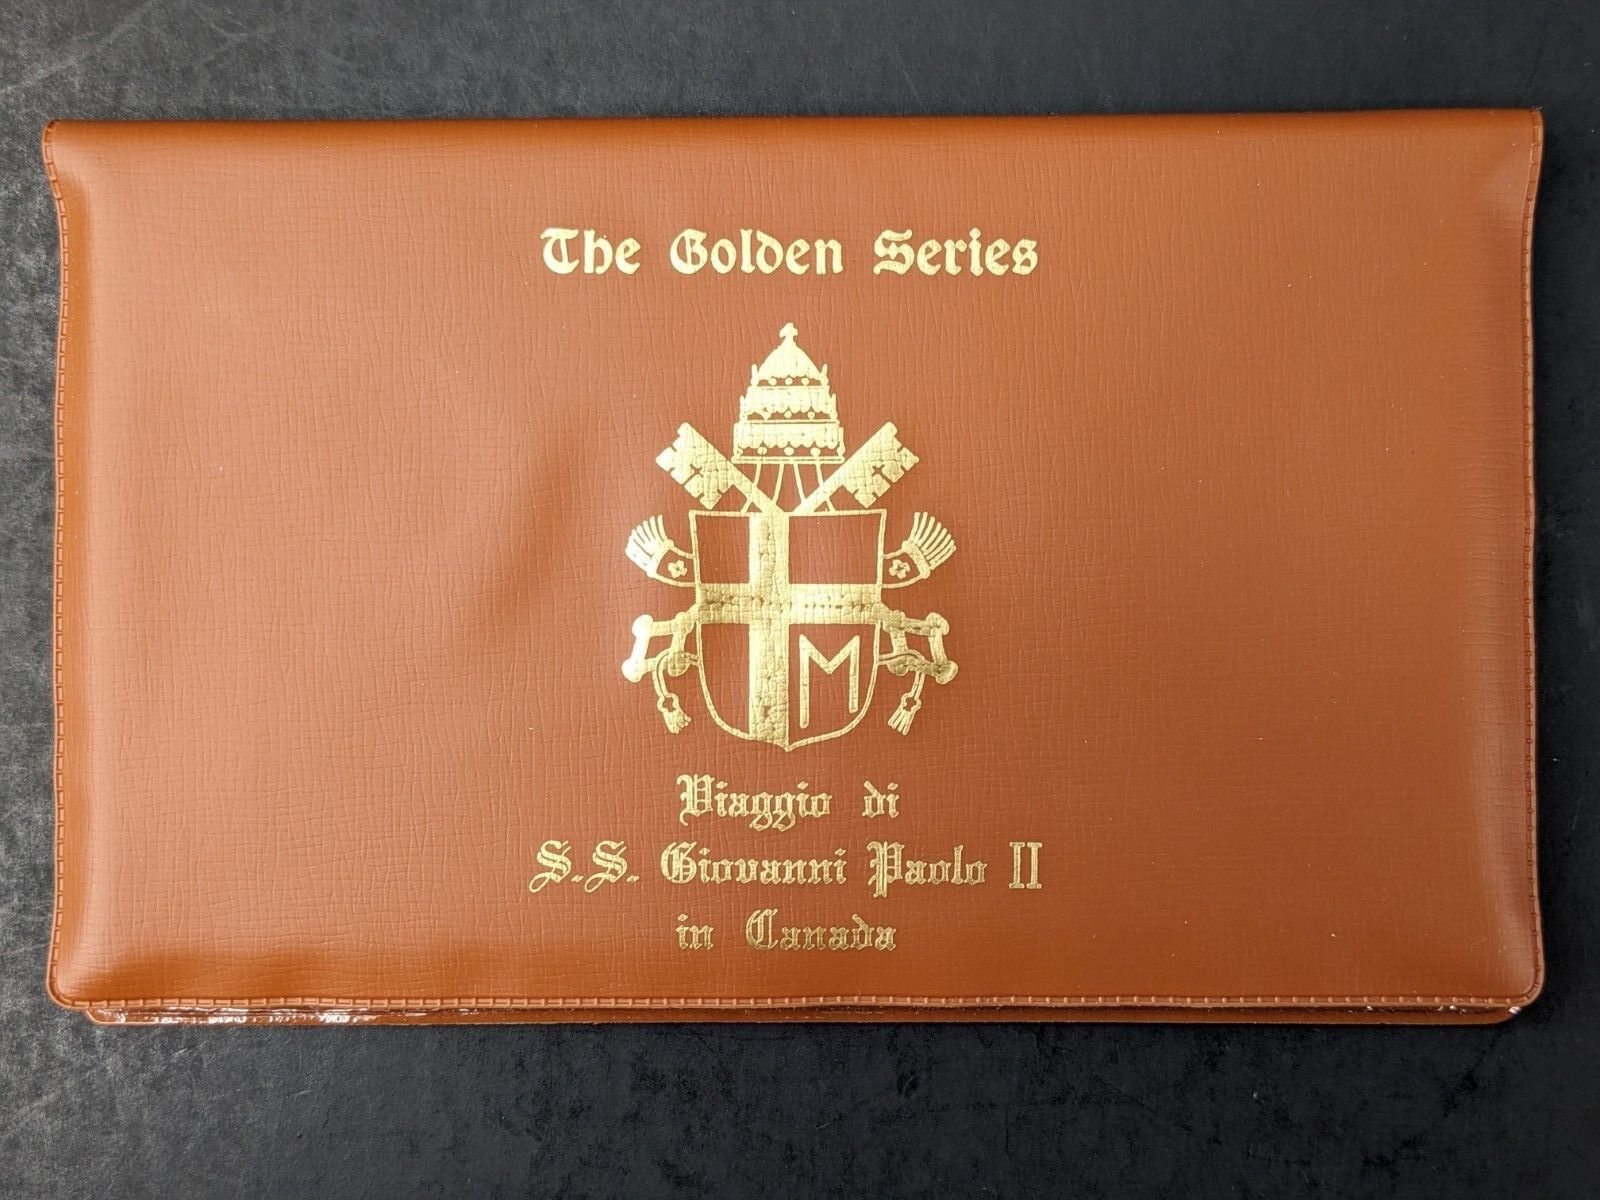 The Golden Series
M
Viaggio di
S.S. Giovanni Paolo II
in Canada